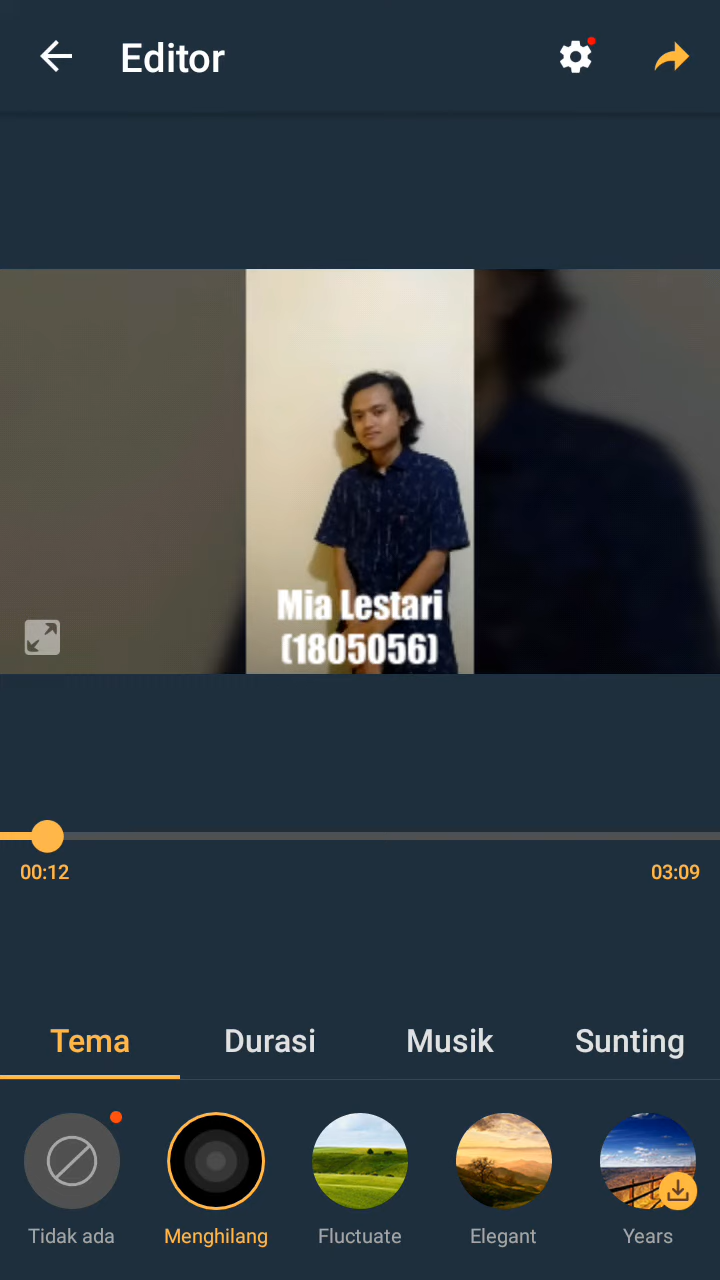 Editor
Mia Lestari
(1805056)
00:12
03:09
Tema
Durasi
Musik
Sunting
Tidak ada
Menghilang
Fluctuate
Elegant
Years